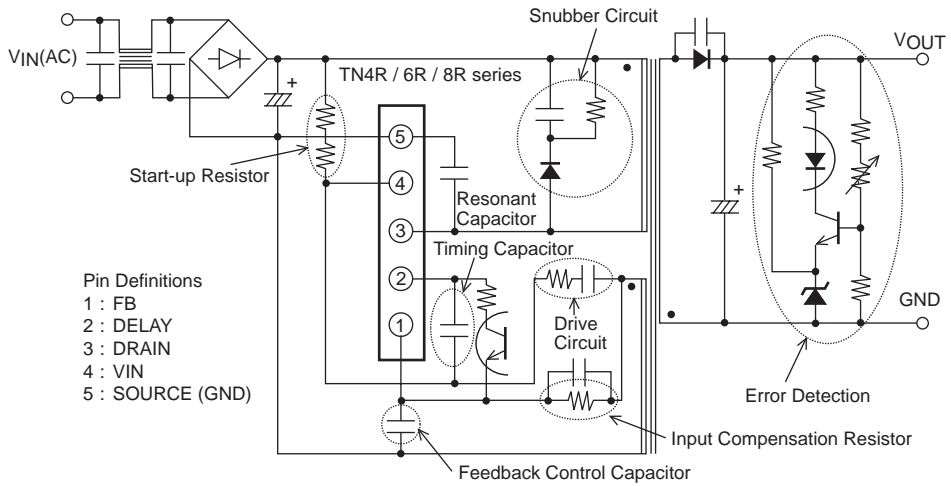 Snubber Circuit
VOUT
VIN(AC)
TN4R / 6R / 8R series
+
+
Start-up Resistor
5
4
3
2
1
Resonant
Capacitor
Timing Capacitor
Drive
Circuit
GND
Pin Definitions
1 : FB
2 : DELAY
3 : DRAIN
4 : VIN
5 : SOURCE (GND)
Error Detection
Input Compensation Resistor
Feedback Control Capacitor